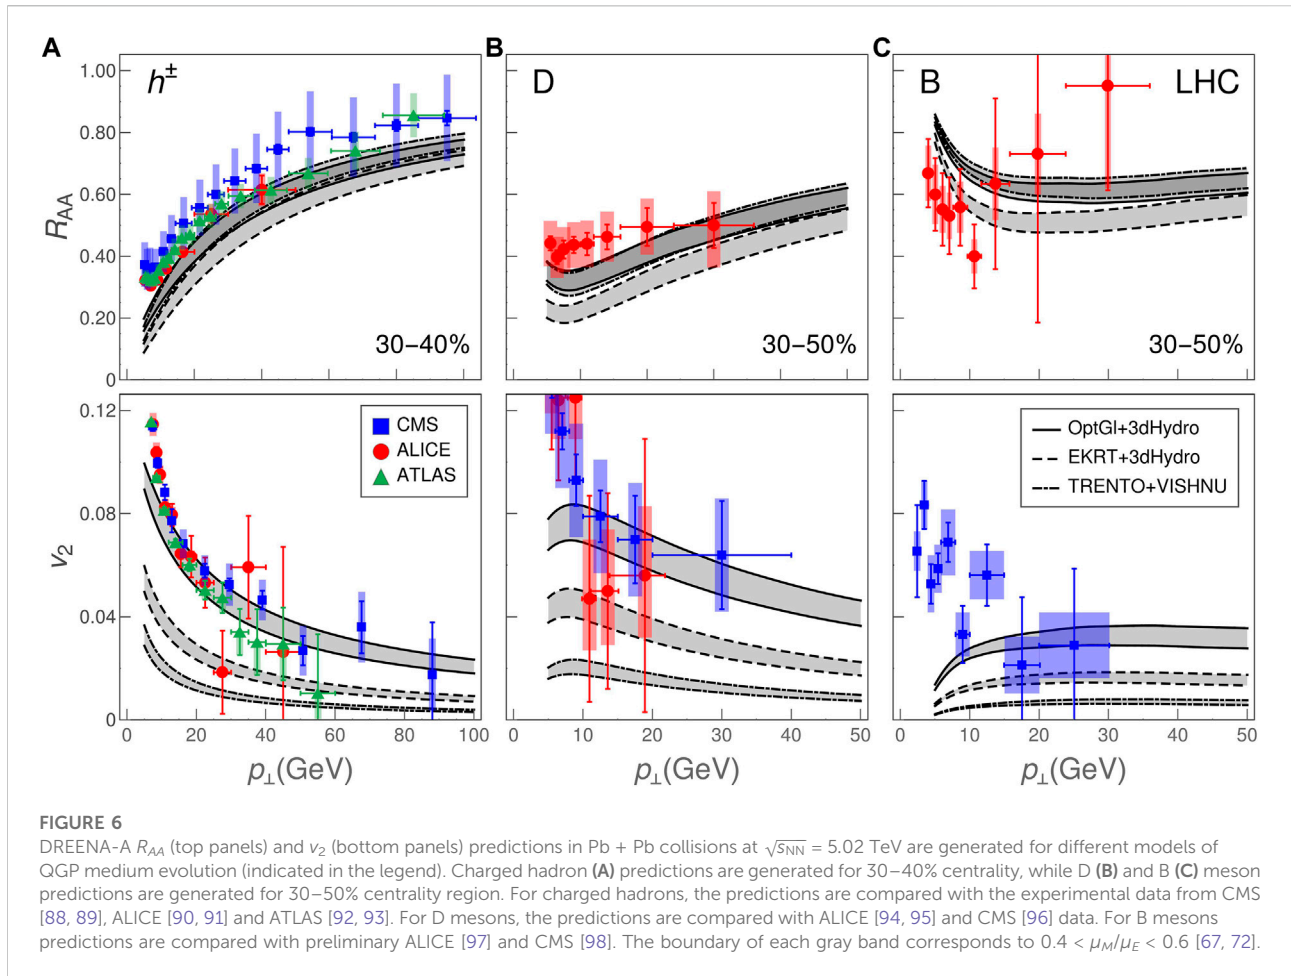 A
B
C
h±
D
B
LHC
R_AA
1.00
0.80
0.60
0.40
0.20
0
30–40%
30–50%
30–50%
v₂
0.12
0.08
0.04
0
CMS
ALICE
ATLAS
OptGl+3dHydro
EKRT+3dHydro
TRENTO+VISHNU
0 20 40 60 80 100
0 10 20 30 40 50
0 10 20 30 40 50
p⊥(GeV)
p⊥(GeV)
p⊥(GeV)
FIGURE 6
DREENA-A R_AA (top panels) and v₂ (bottom panels) predictions in Pb + Pb collisions at √s_NN = 5.02 TeV are generated for different models of
QGP medium evolution (indicated in the legend). Charged hadron (A) predictions are generated for 30–40% centrality, while D (B) and B (C) meson
predictions are generated for 30–50% centrality region. For charged hadrons, the predictions are compared with the experimental data from CMS
[88, 89], ALICE [90, 91] and ATLAS [92, 93]. For D mesons, the predictions are compared with ALICE [94, 95] and CMS [96] data. For B mesons
predictions are compared with preliminary ALICE [97] and CMS [98]. The boundary of each gray band corresponds to 0.4 < μ_M/μ_E < 0.6 [67, 72].